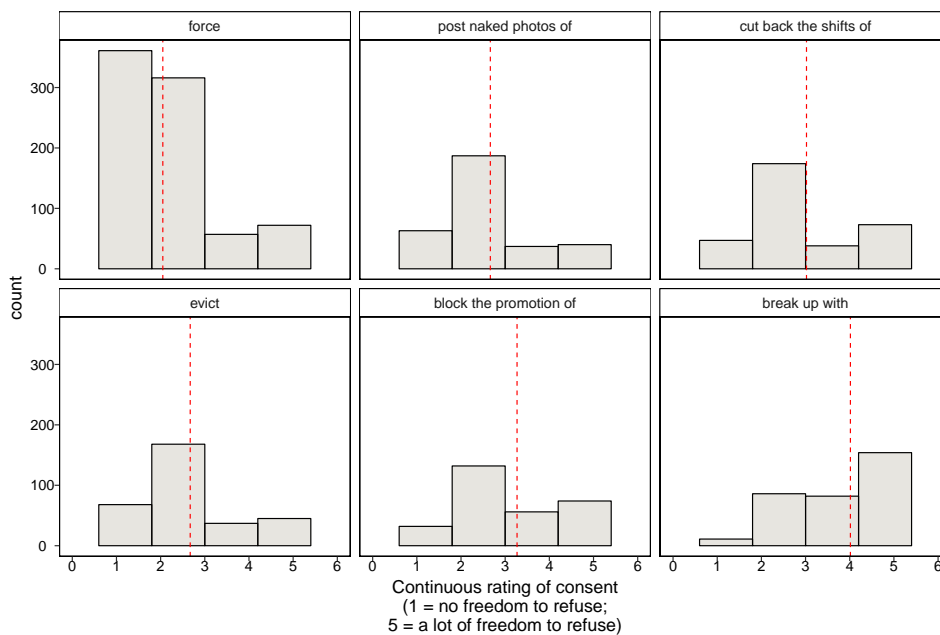 force
post naked photos of
cut back the shifts of
300
200
100
0
evict
block the promotion of
break up with
300
200
100
0
0 1 2 3 4 5 6 0 1 2 3 4 5 6 0 1 2 3 4 5 6
count
Continuous rating of consent
(1 = no freedom to refuse;
5 = a lot of freedom to refuse)